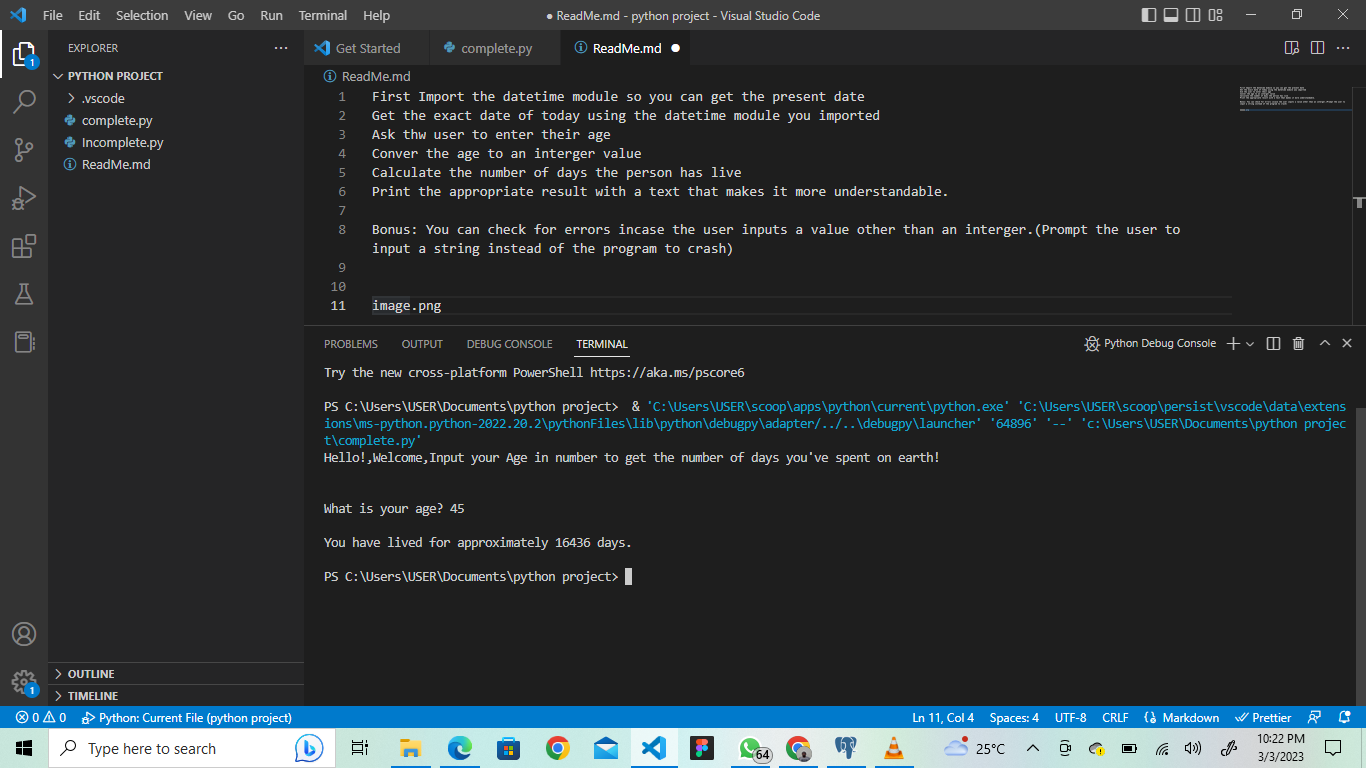 File Edit Selection View Go Run Terminal Help ● ReadMe.md - python project - Visual Studio Code
EXPLORER
Get Started complete.py ReadMe.md
PYTHON PROJECT
.vscode
complete.py
Incomplete.py
ReadMe.md
ReadMe.md
1 First Import the datetime module so you can get the present date
2 Get the exact date of today using the datetime module you imported
3 Ask thw user to enter their age
4 Conver the age to an interger value
5 Calculate the number of days the person has live
6 Print the appropriate result with a text that makes it more understandable.
7
8 Bonus: You can check for errors incase the user inputs a value other than an interger.(Prompt the user to
input a string instead of the program to crash)
9
10
11 image.png
PROBLEMS OUTPUT DEBUG CONSOLE TERMINAL Python Debug Console
Try the new cross-platform PowerShell https://aka.ms/pscore6
PS C:\Users\USER\Documents\python project>  & 'C:\Users\USER\scoop\apps\python\current\python.exe' 'C:\Users\USER\scoop\persist\vscode\data\extens
ions\ms-python.python-2022.20.2\pythonFiles\lib\python\debugpy\adapter/../..\debugpy\launcher' '64896' '--' 'c:\Users\USER\Documents\python projec
t\complete.py'
Hello!,Welcome,Input your Age in number to get the number of days you've spent on earth!
What is your age? 45
You have lived for approximately 16436 days.
PS C:\Users\USER\Documents\python project>
1
OUTLINE
1
TIMELINE
0 0 Python: Current File (python project) Ln 11, Col 4 Spaces: 4 UTF-8 CRLF Markdown Prettier
Type here to search 64 25°C 10:22 PM
3/3/2023